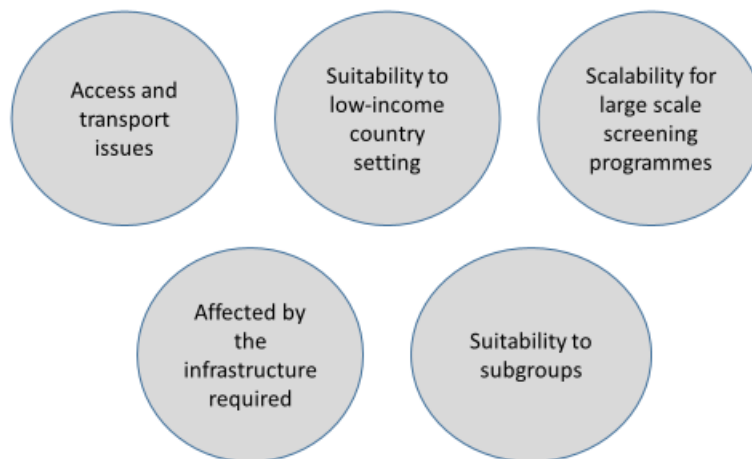 Access and
transport
issues
Suitability to
low-income
country
setting
Scalability for
large scale
screening
programmes
Affected by
the
infrastructure
required
Suitability to
subgroups